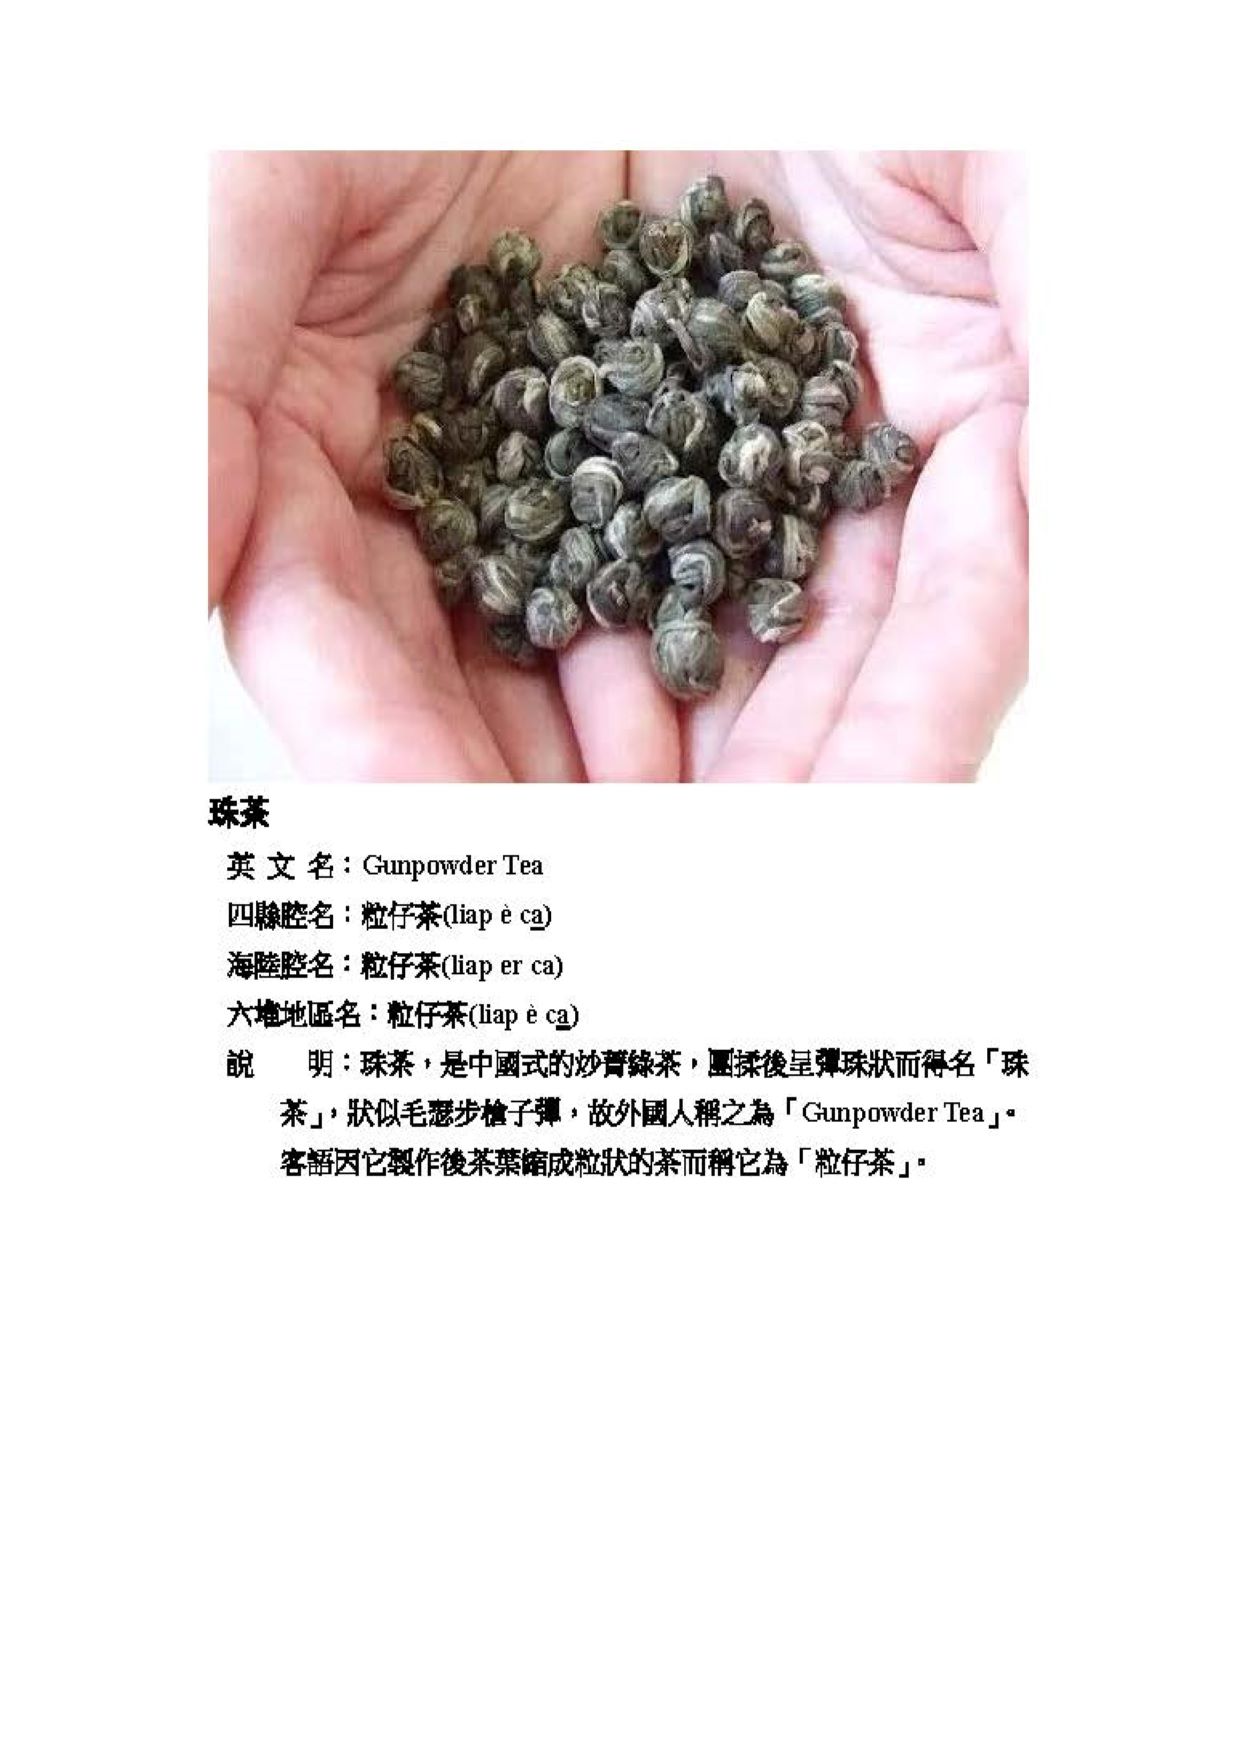 珠茶
英 文 名：Gunpowder Tea
四縣腔名：粒仔茶(liap è ca)
海陸腔名：粒仔茶(liap er ca)
六堆地區名：粒仔茶(liap è ca)
說　　明：珠茶，是中國式的炒菁綠茶，團揉後呈彈珠狀而得名「珠
茶」，狀似毛瑟步槍子彈，故外國人稱之為「Gunpowder Tea」。
客語因它製作後茶葉縮成粒狀的茶而稱它為「粒仔茶」。